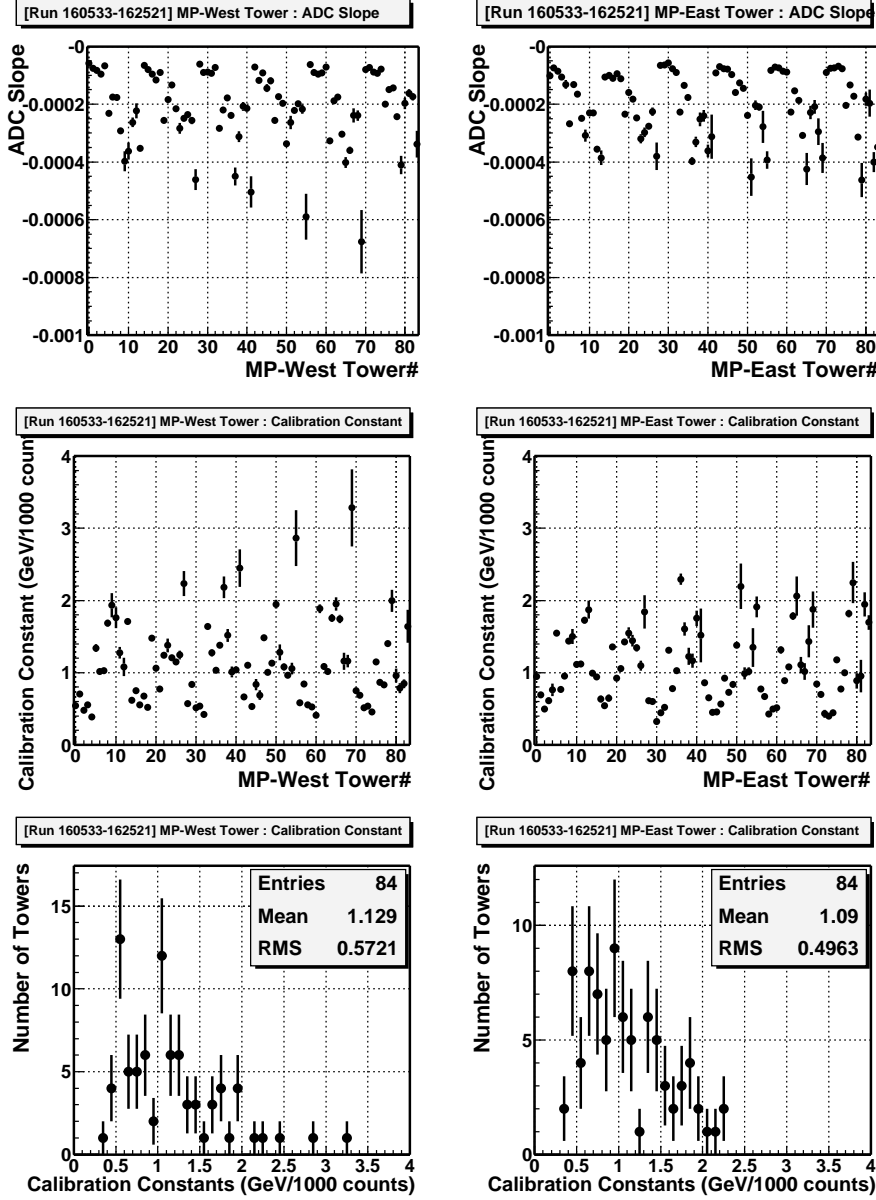 [Run 160533-162521] MP-West Tower : ADC Slope
ADC Slope
-0
-0.0002
-0.0004
-0.0006
-0.0008
-0.001
0 10 20 30 40 50 60 70 80
MP-West Tower#
[Run 160533-162521] MP-East Tower : ADC Slope
ADC Slope
-0
-0.0002
-0.0004
-0.0006
-0.0008
-0.001
0 10 20 30 40 50 60 70 80
MP-East Tower#
[Run 160533-162521] MP-West Tower : Calibration Constant
Calibration Constant (GeV/1000 coun
4
3
2
1
0
0 10 20 30 40 50 60 70 80
MP-West Tower#
[Run 160533-162521] MP-East Tower : Calibration Constant
Calibration Constant (GeV/1000 coun
4
3
2
1
0
0 10 20 30 40 50 60 70 80
MP-East Tower#
[Run 160533-162521] MP-West Tower : Calibration Constant
Number of Towers
15
10
5
0
Entries 84
Mean 1.129
RMS 0.5721
0 0.5 1 1.5 2 2.5 3 3.5 4
Calibration Constants (GeV/1000 counts)
[Run 160533-162521] MP-East Tower : Calibration Constant
Number of Towers
10
5
0
Entries 84
Mean 1.09
RMS 0.4963
0 0.5 1 1.5 2 2.5 3 3.5 4
Calibration Constants (GeV/1000 counts)